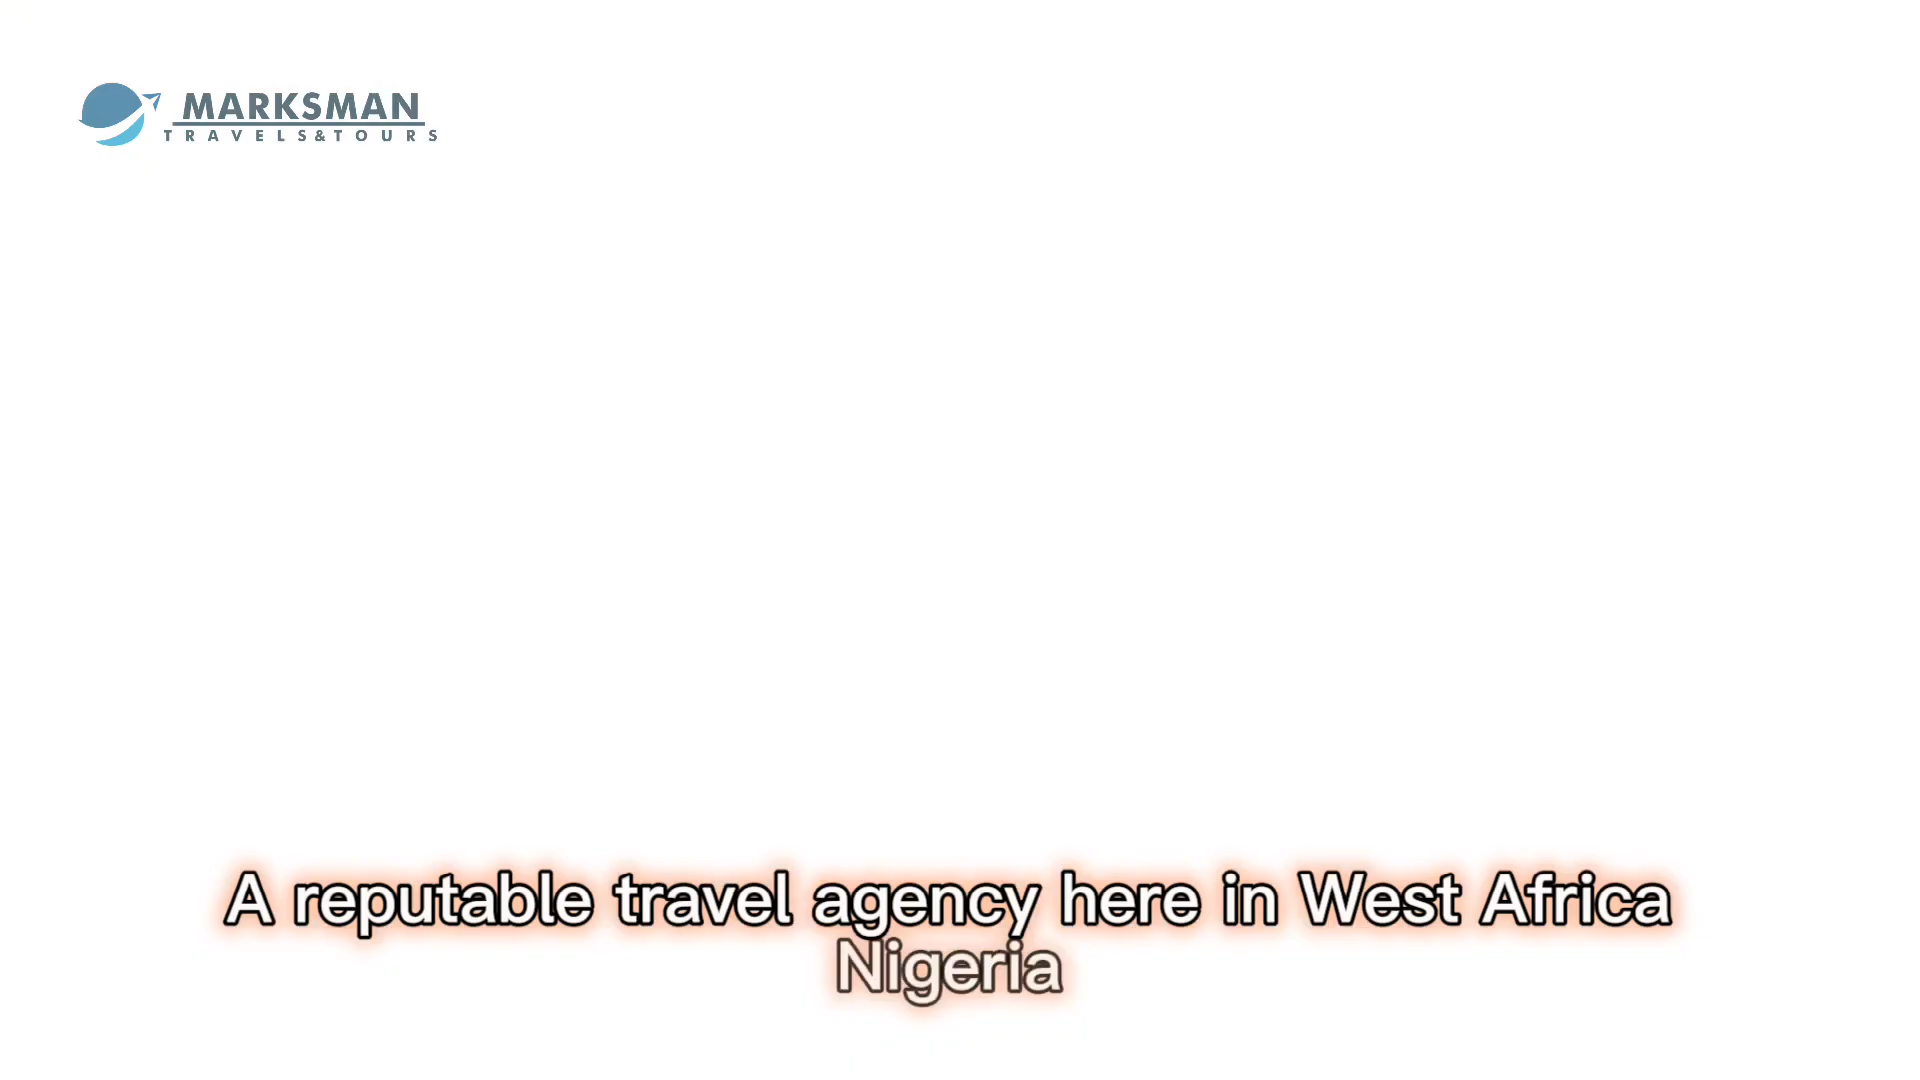 MARKSMAN
TRAVELS&TOURS
A reputable travel agency here in West Africa
Nigeria